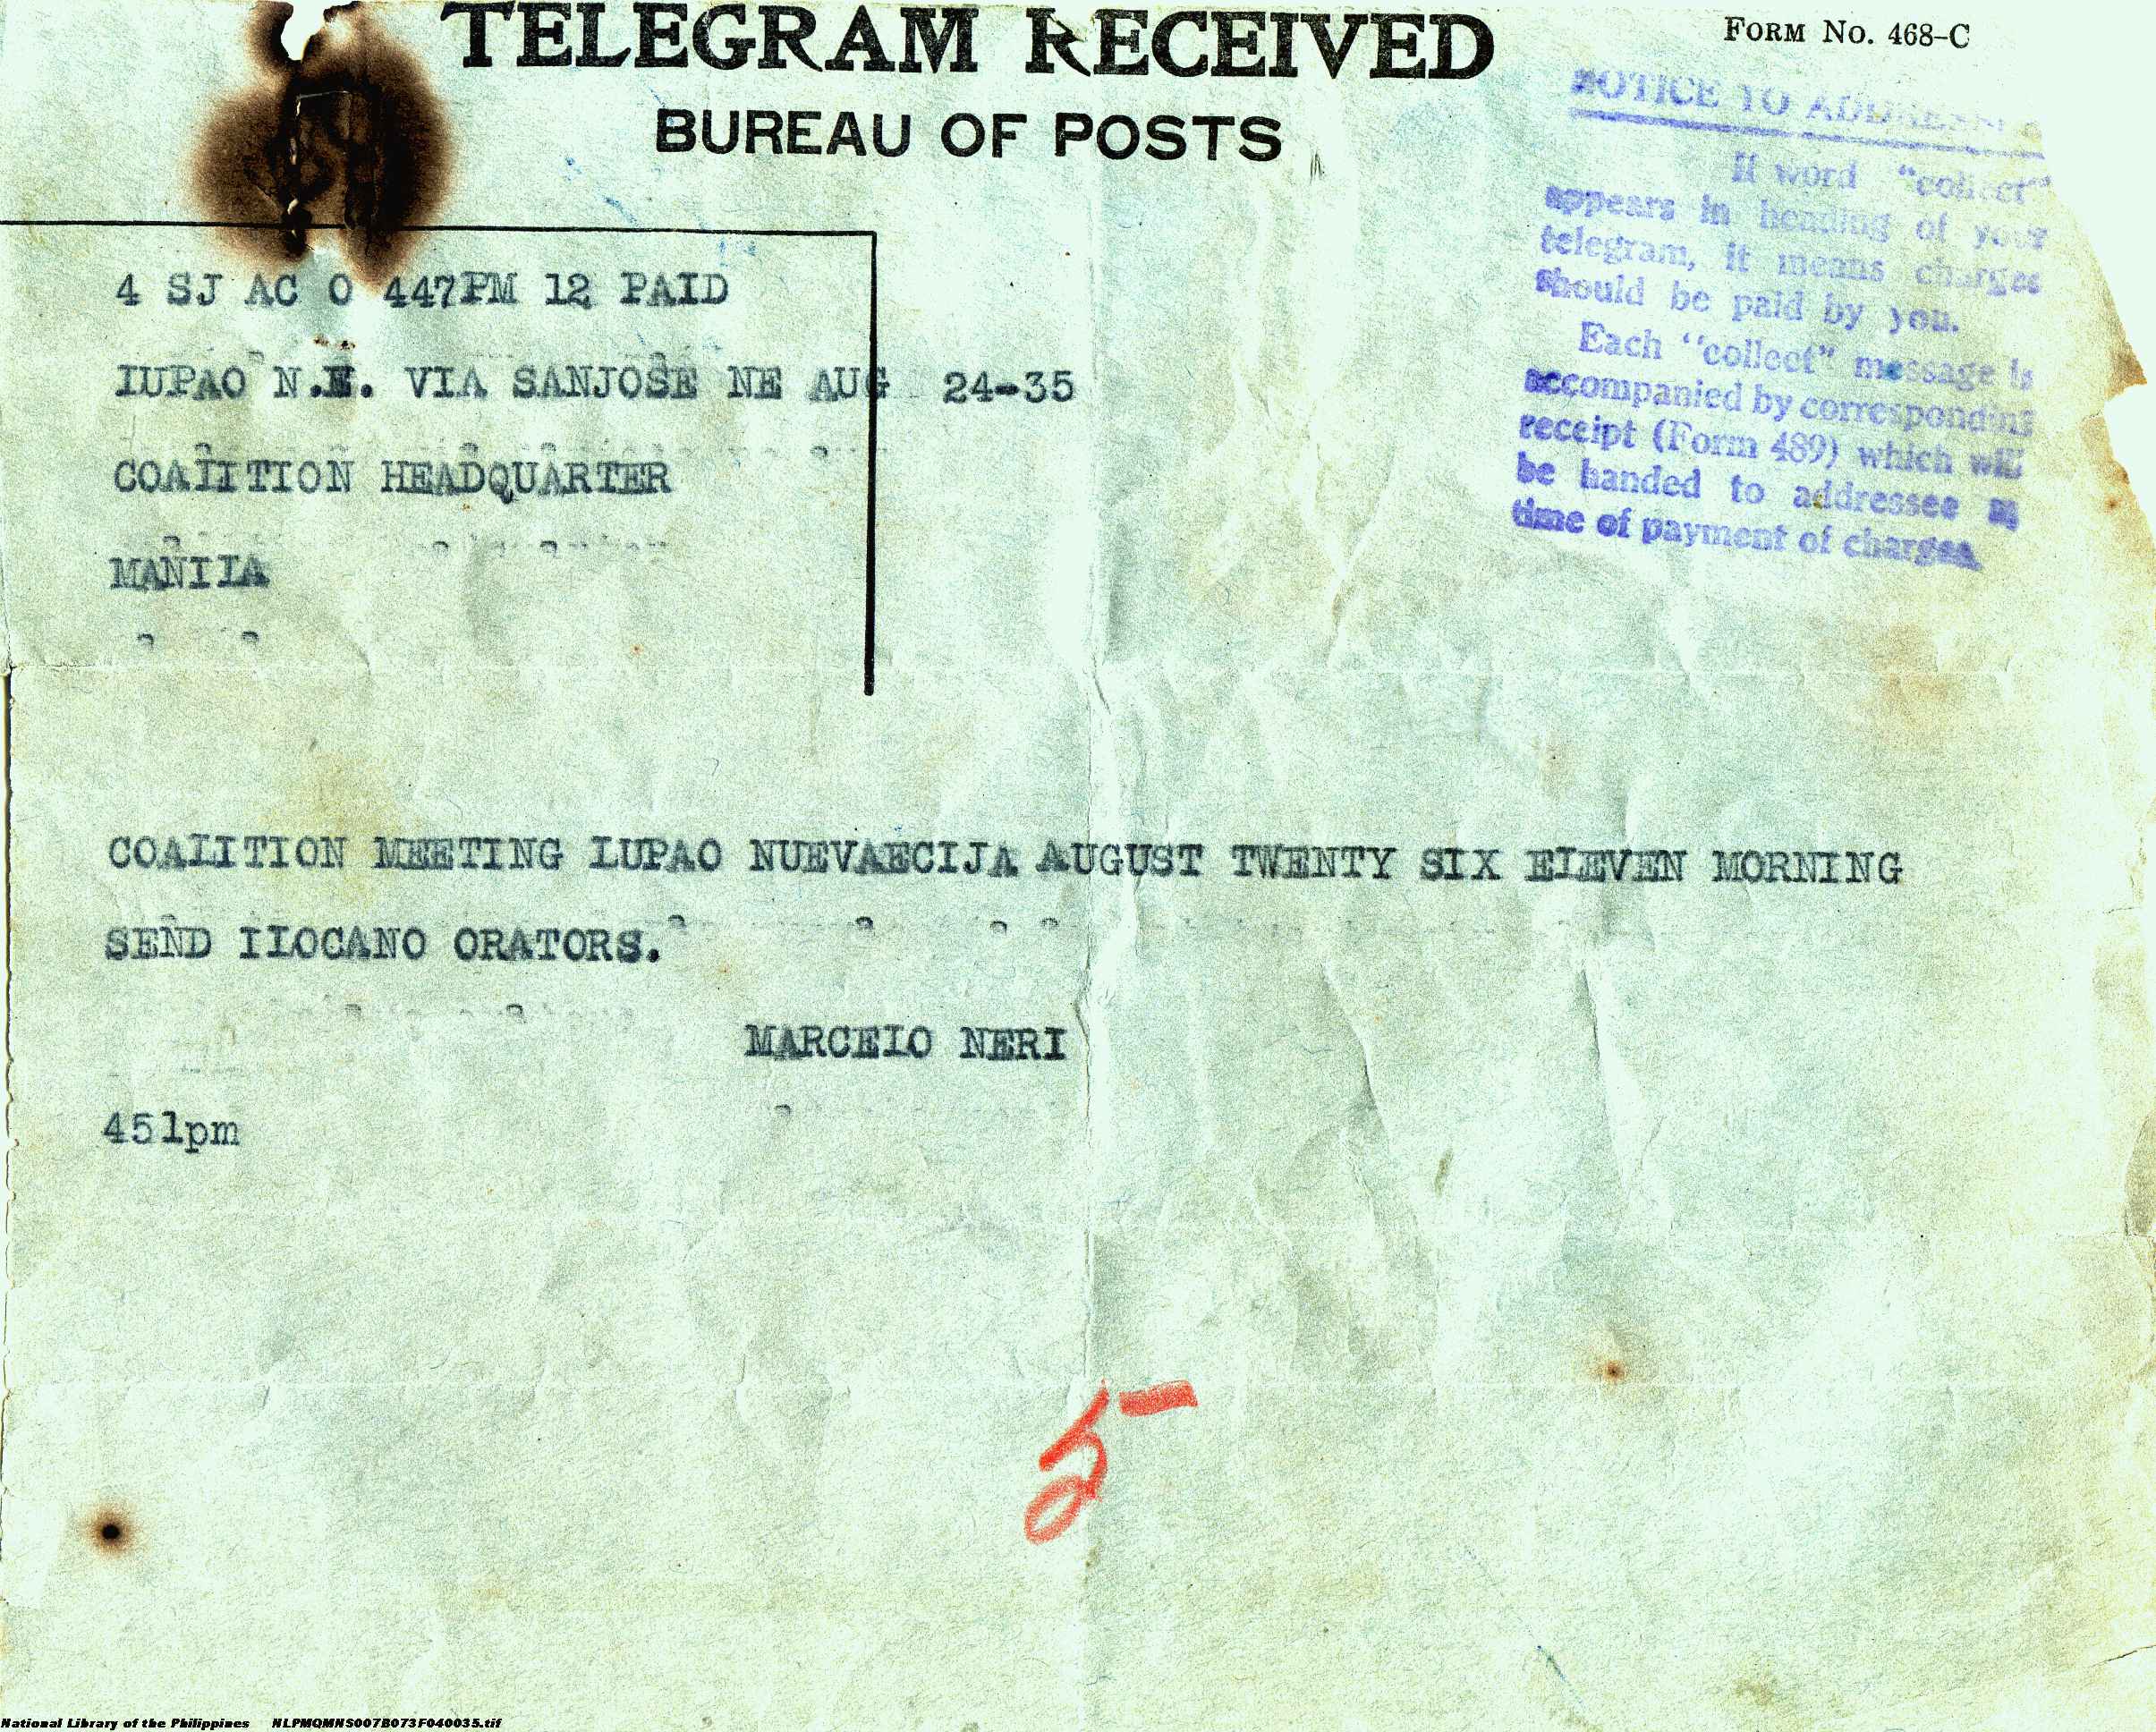 TELEGRAM RECEIVED
FORM No. 468-C
BUREAU OF POSTS
NOTICE TO ADDRESSEE
If word "collect"
appears in heading of your
telegram, it means charges
should be paid by you.
Each "collect" message is
accompanied by corresponding
receipt (Form 489) which will
be handed to addressee
time of payment of charges
4 SJ AC O 447PM 12 PAID
LUPAO N.E. VIA SANJOSE NE AUG 24-35
COALITION HEADQUARTER
MANILA
COALITION MEETING LUPAO NUEVAECIJA AUGUST TWENTY SIX ELEVEN MORNING
SEND ILOCANO ORATORS.
MARCELO NERI
451pm
5
National Library of the Philippines NLPMQMNS007B073F040035.tif